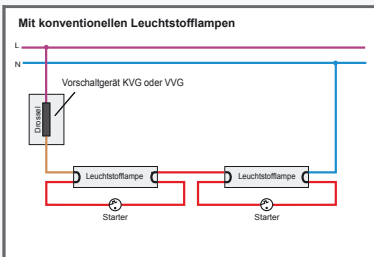 Mit konventionellen Leuchtstofflampen
L
N
Vorschaltgerät KVG oder VVG
Drossel
Leuchtstofflampe
Leuchtstofflampe
Starter
Starter